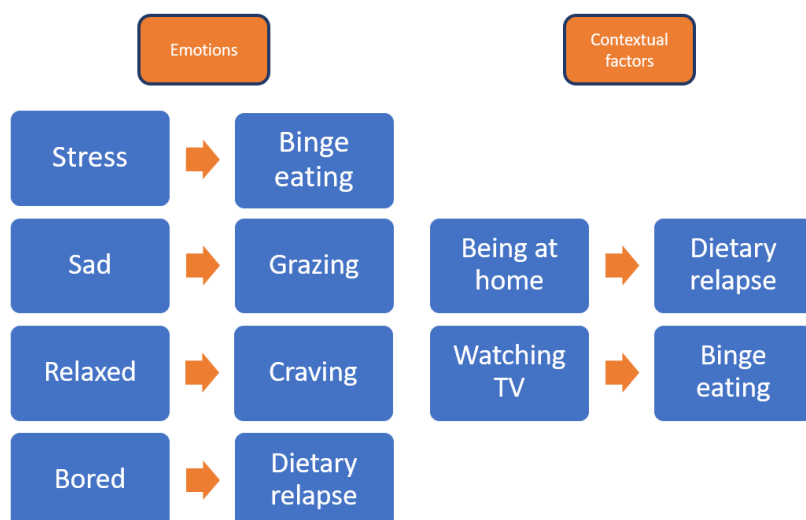 Emotions
Contextual
factors
Stress
Binge
eating
Sad
Grazing
Being at
home
Dietary
relapse
Relaxed
Craving
Watching
TV
Binge
eating
Bored
Dietary
relapse